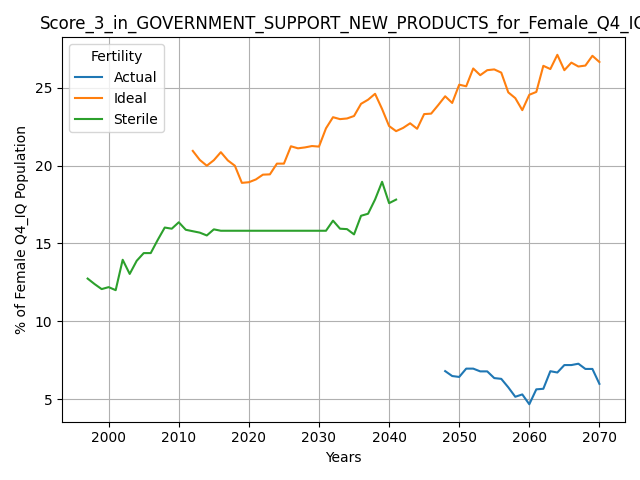 Score_3_in_GOVERNMENT_SUPPORT_NEW_PRODUCTS_for_Female_Q4_IQ
Fertility
Actual
Ideal
Sterile
% of Female Q4_IQ Population
25
20
15
10
5
2000 2010 2020 2030 2040 2050 2060 2070
Years